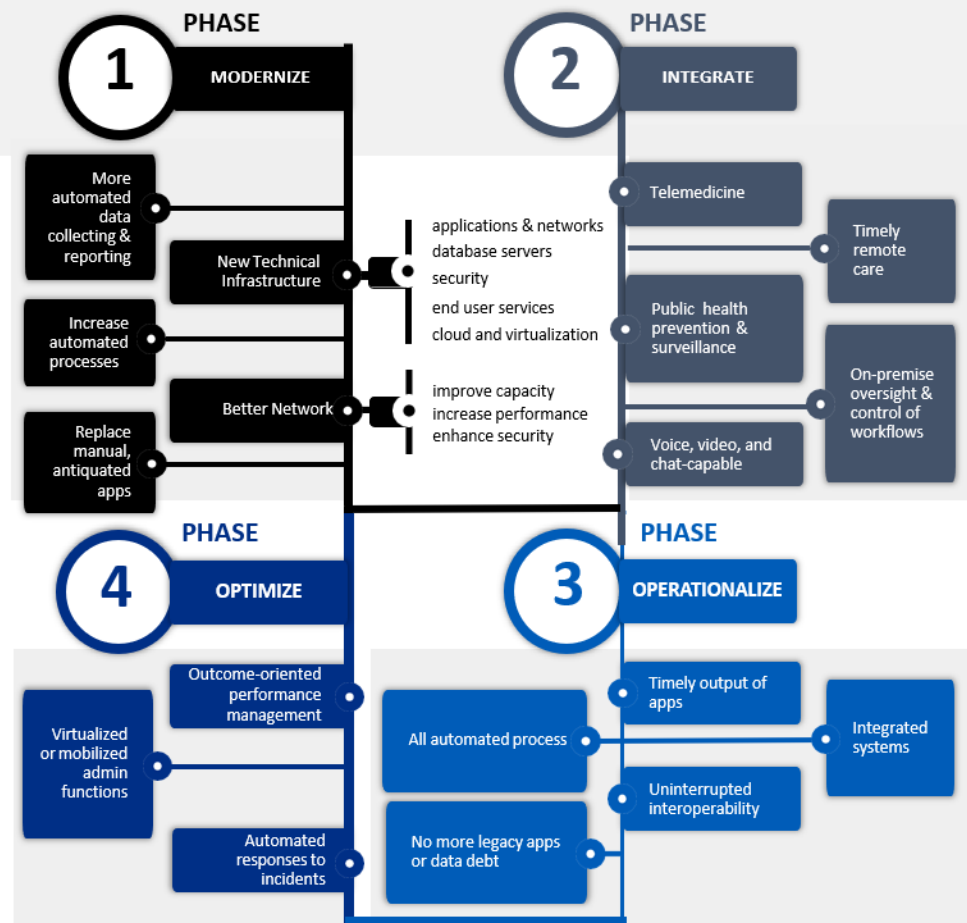 PHASE
1
MODERNIZE
More
automated
data
collecting &
reporting
New Technical
Infrastructure
applications & networks
database servers
security
end user services
cloud and virtualization
Increase
automated
processes
Better Network
improve capacity
increase performance
enhance security
Replace
manual,
antiquated
apps
PHASE
2
INTEGRATE
Telemedicine
Timely
remote
care
Public health
prevention &
surveillance
On-premise
oversight &
control of
workflows
Voice, video, and
chat-capable
PHASE
3
OPERATIONALIZE
Timely output of
apps
All automated process
Integrated
systems
Uninterrupted
interoperability
No more legacy apps
or data debt
PHASE
4
OPTIMIZE
Outcome-oriented
performance
management
Virtualized
or mobilized
admin
functions
Automated
responses to
incidents